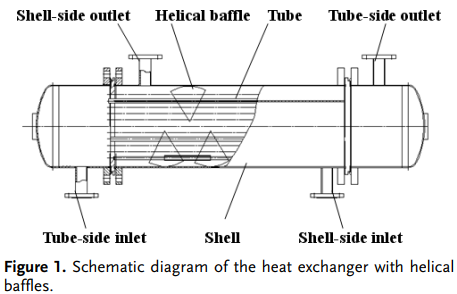 Shell-side outlet Helical baffle Tube Tube-side outlet
Tube-side inlet Shell Shell-side inlet
Figure 1. Schematic diagram of the heat exchanger with helical
baffles.